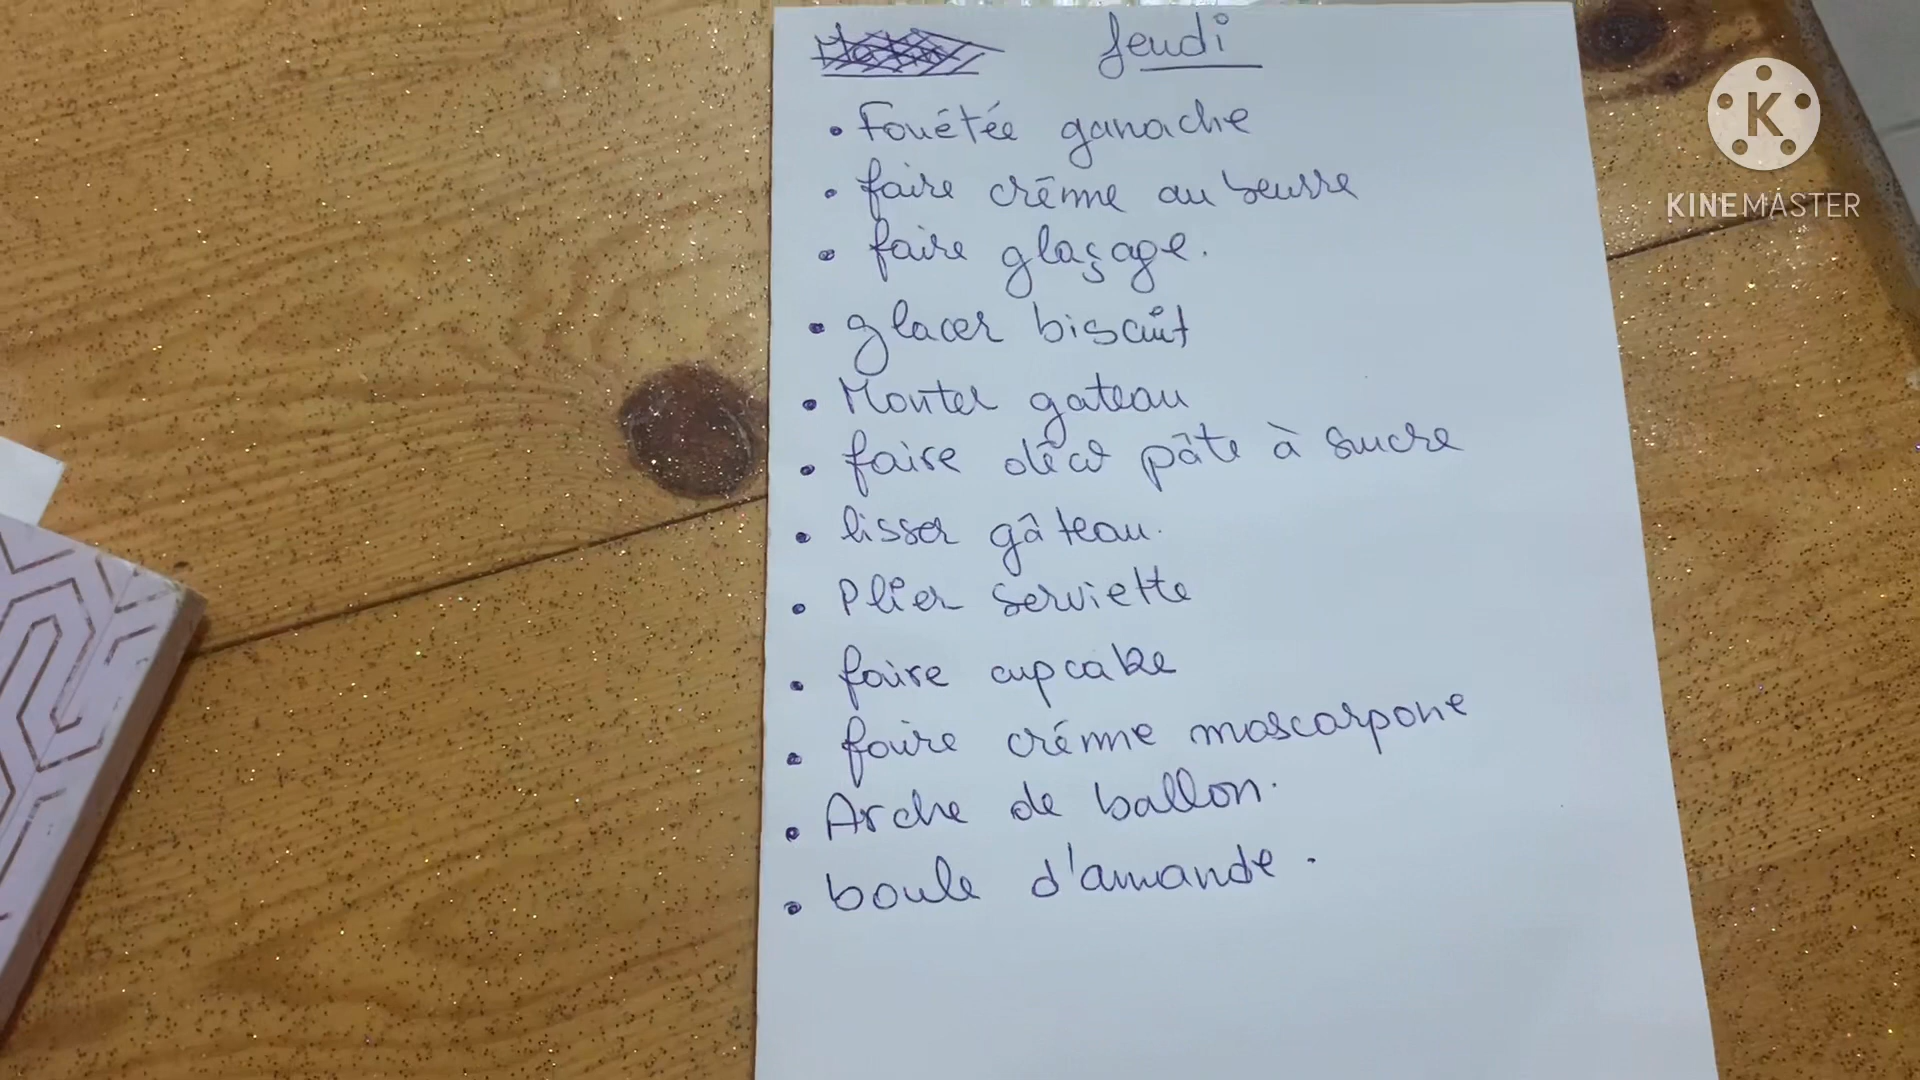 Jeudi
• Fouétée ganache
• faire crème au beurre
• faire glaçage.
• glacer biscuit
• Monter gateau
• faire déco pâte à sucre
• lisser gâteau.
• Plier serviette
• faire cupcake
• faire créme mascarpone
• Arche de ballon.
• boule d'amande.
K
KINEMASTER